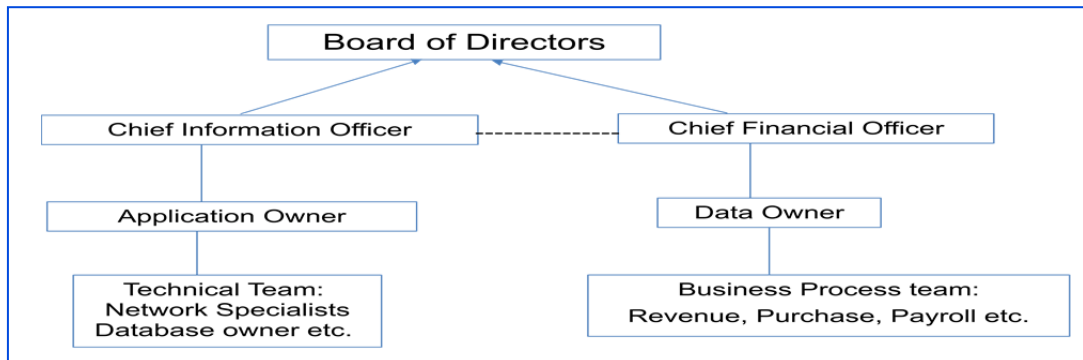 Board of Directors
Chief Information Officer
Chief Financial Officer
Application Owner
Data Owner
Technical Team:
Network Specialists
Database owner etc.
Business Process team:
Revenue, Purchase, Payroll etc.